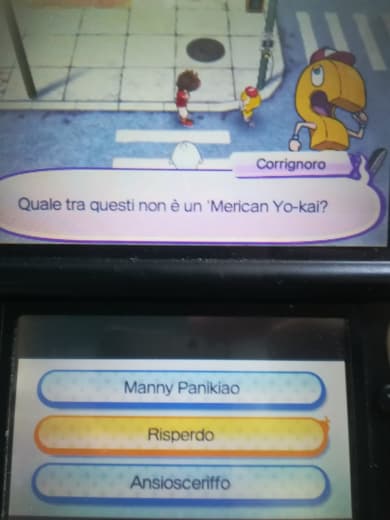 Corrignoro
Quale tra questi non è un 'Merican Yo-kai?
Manny Panikiao
Risperdo
Ansiosceriffo